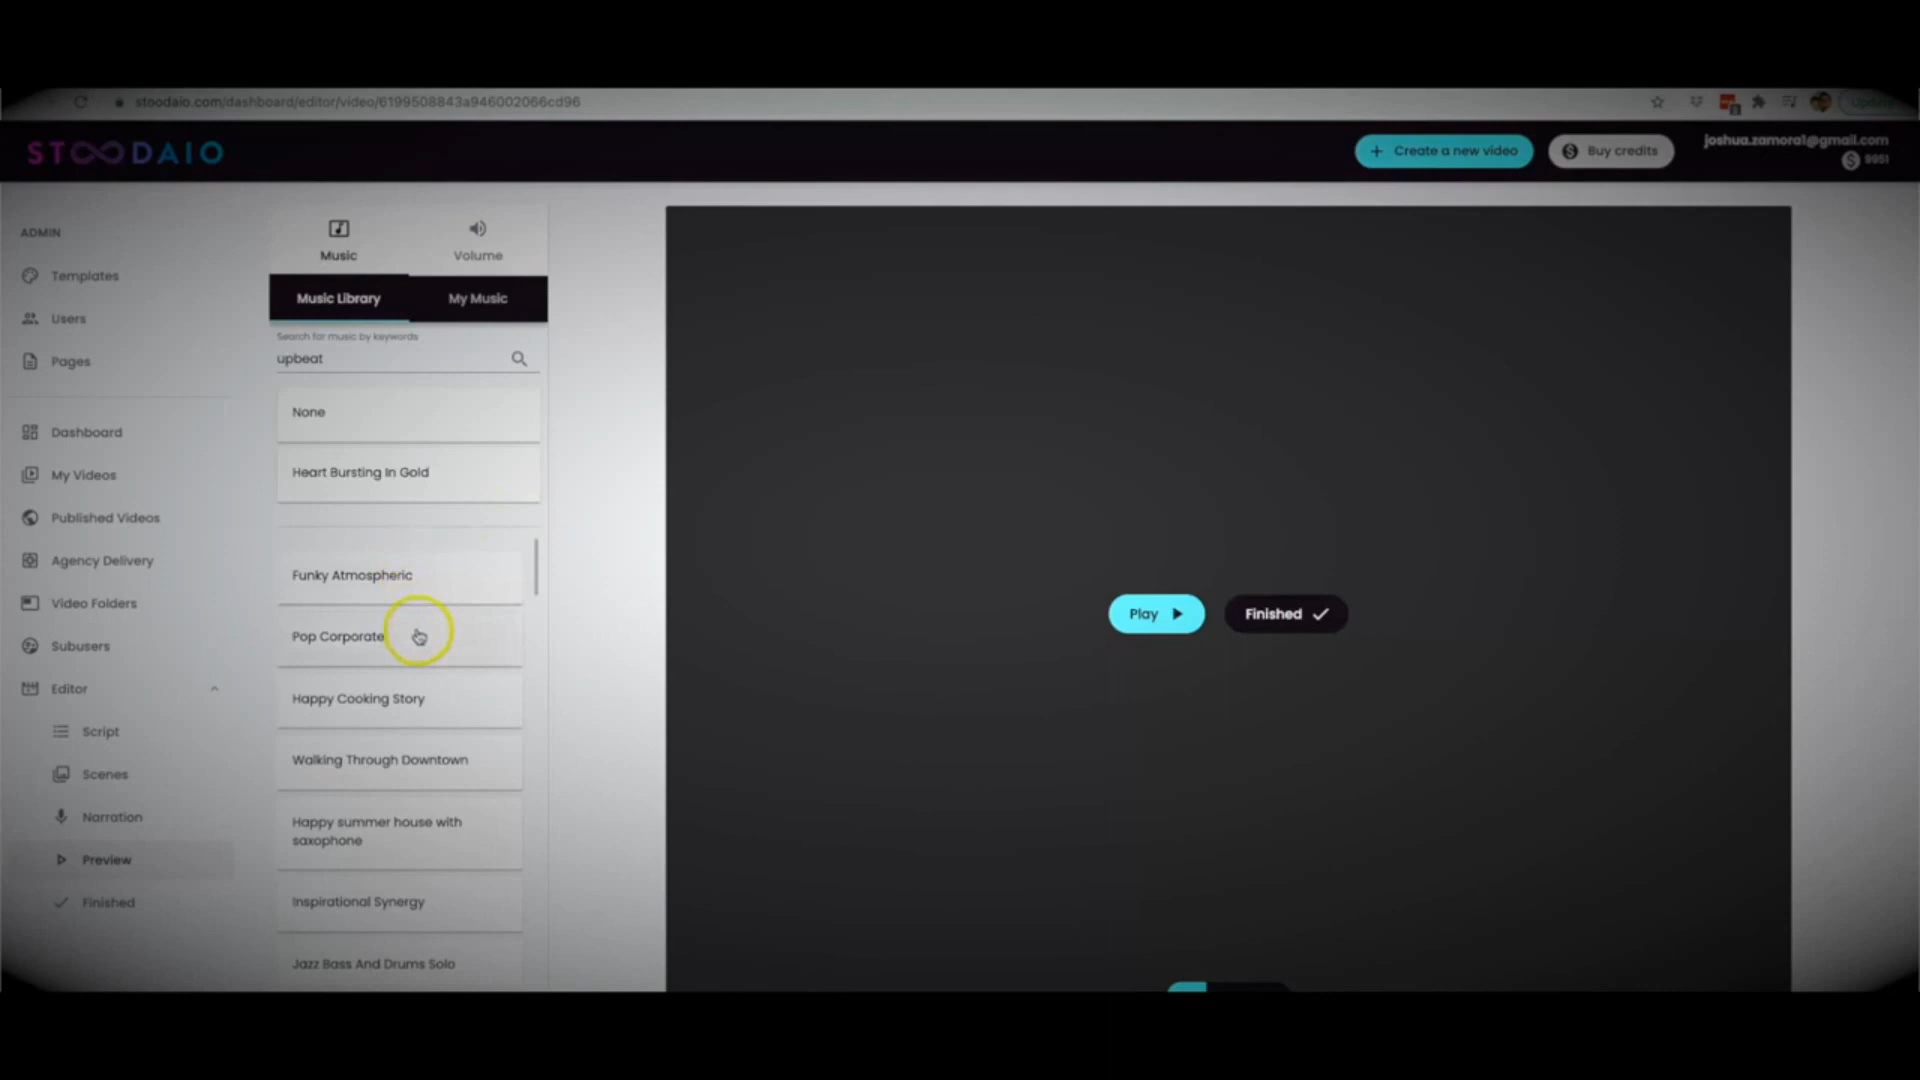 stoodaio.com/dashboard/editor/video/6199508843a946002066cd96
STOODAIO
Create a new video
Buy credits
joshua.zamora1@gmail.com
9951
ADMIN
Templates
Users
Pages
Dashboard
My Videos
Published Videos
Agency Delivery
Video Folders
Subusers
Editor
Script
Scenes
Narration
Preview
Finished
Music
Volume
Music Library
My Music
Search for music by keywords
upbeat
None
Heart Bursting In Gold
Funky Atmospheric
Pop Corporate
Happy Cooking Story
Walking Through Downtown
Happy summer house with
saxophone
Inspirational Synergy
Jazz Bass And Drums Solo
Play
Finished